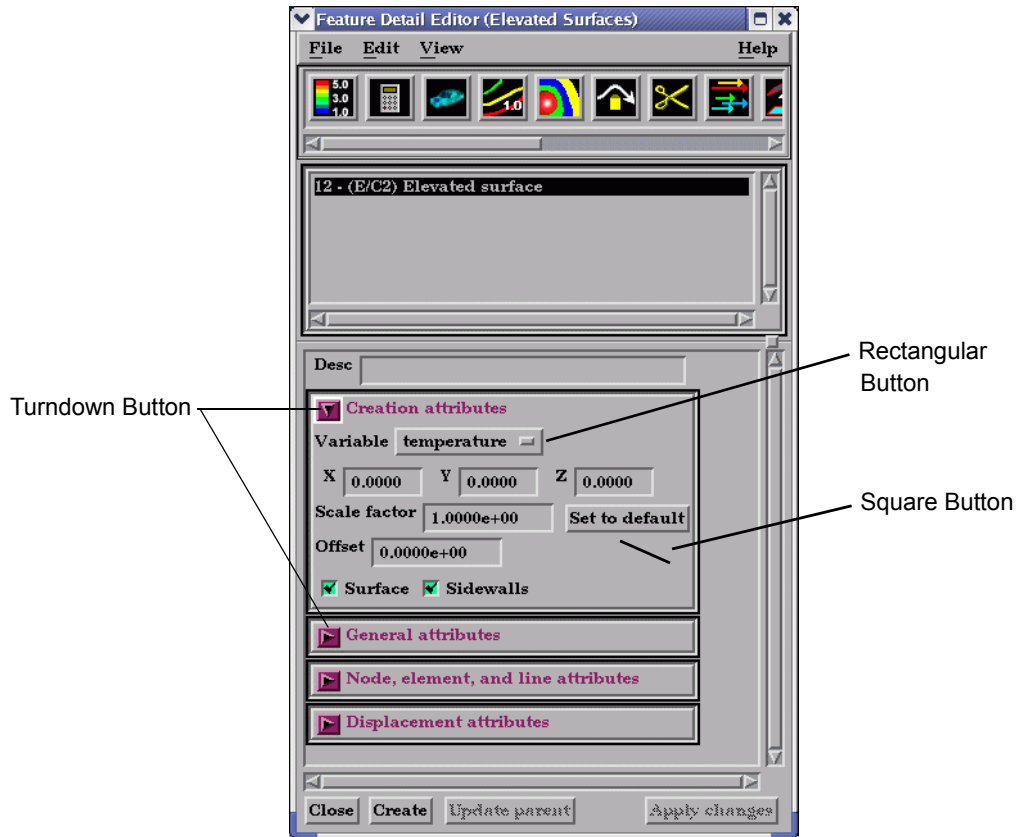 Feature Detail Editor (Elevated Surfaces)
File Edit View Help
5.0
3.0
1.0
1.0
12 - (E/C2) Elevated surface
Desc
Rectangular
Button
Turndown Button
Creation attributes
Variable temperature
X 0.0000 Y 0.0000 Z 0.0000
Scale factor 1.0000e+00 Set to default
Square Button
Offset 0.0000e+00
Surface Sidewalls
General attributes
Node, element, and line attributes
Displacement attributes
Close Create Update parent Apply changes